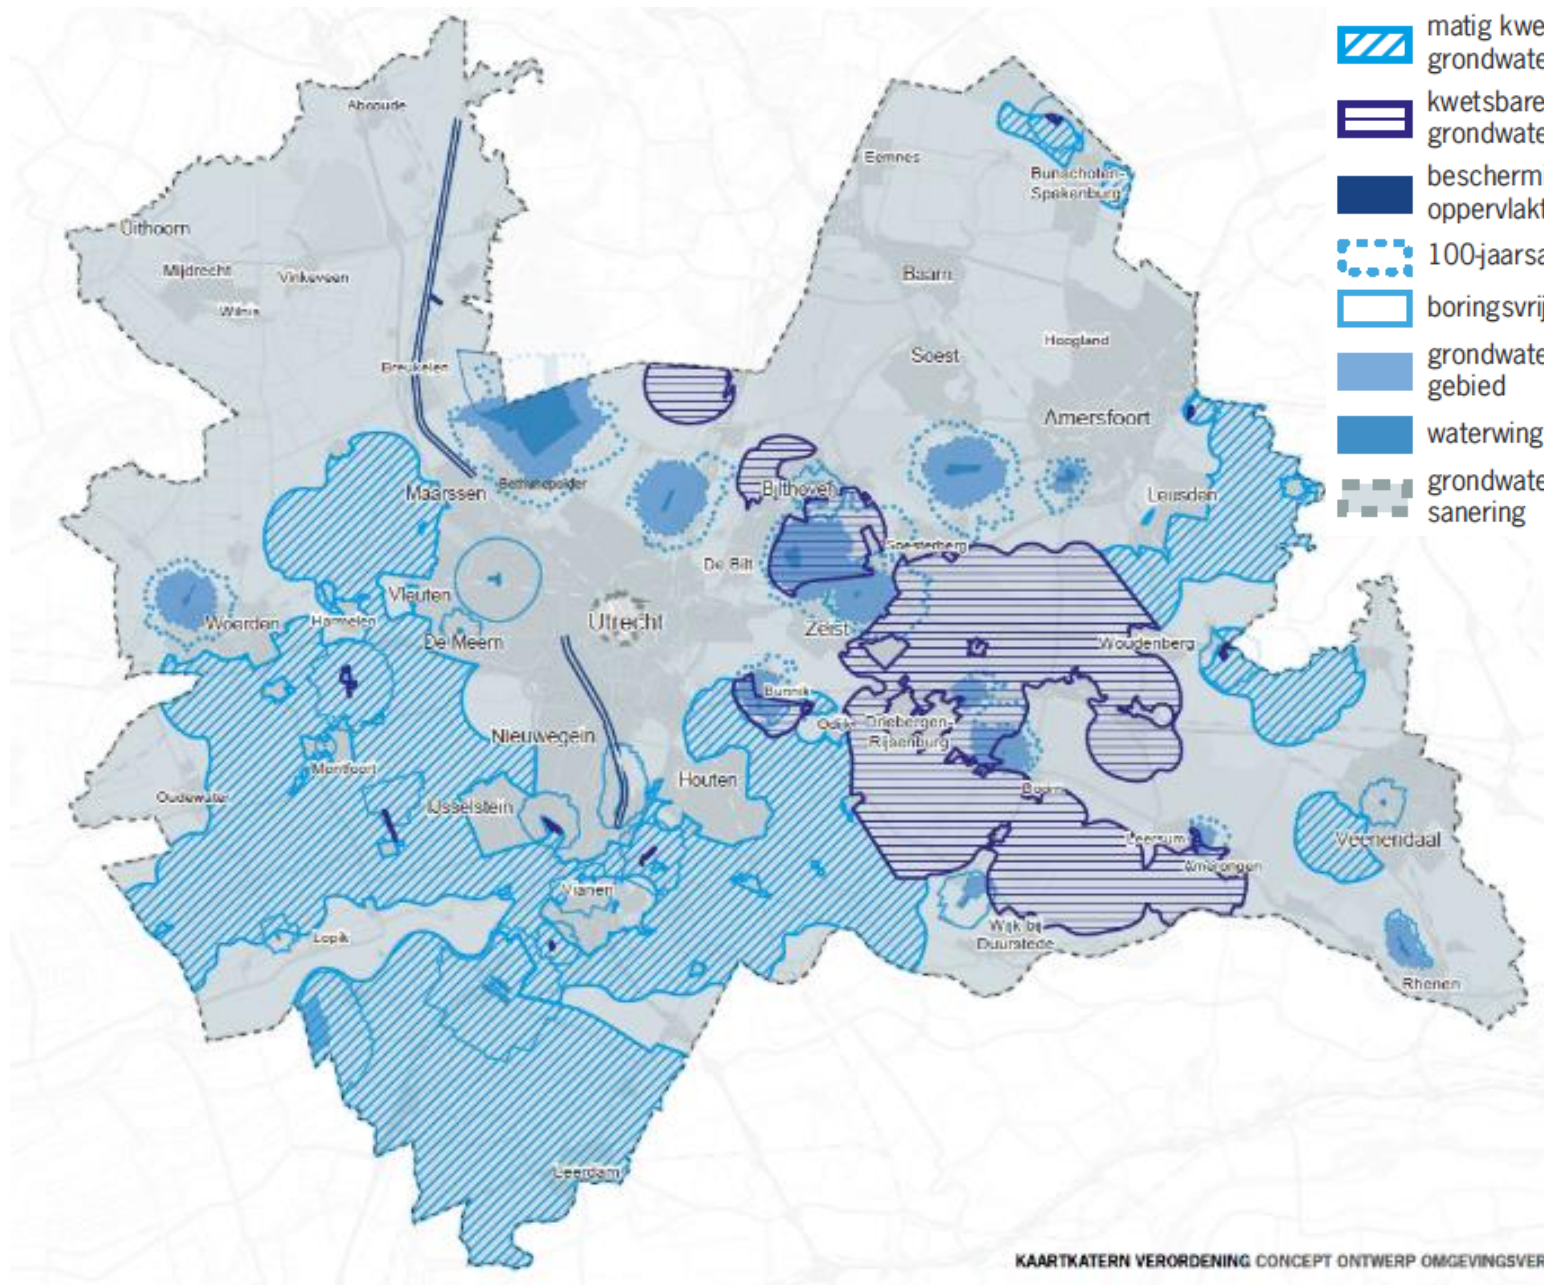 matig kwe
grondwate
kwetsbare
grondwate
beschermi
oppervlakt
100-jaarsa
boringsvrij
grondwate
gebied
waterwing
grondwate
sanering
Abcoude
Eemnes
Bunschoten-
Spakenburg
Uithoorn
Mijdrecht
Vinkeveen
Wilnis
Baarn
Hoogland
Soest
Breukelen
Amersfoort
Maarssen
Bethunepolder
Bilthoven
Leusden
De Bilt
Soesterberg
Vleuten
Woerden
Harmelen
Utrecht
De Meern
Zeist
Woudenberg
Bunnik
Odijk
Driebergen-
Rijsenburg
Nieuwegein
Montfoort
Houten
Oudewater
IJsselstein
Doorn
Leersum
Veenendaal
Amerongen
Vianen
Lopik
Wijk bij
Duurstede
Rhenen
Leerdam
KAARTKATERN VERORDENING CONCEPT ONTWERP OMGEVINGSVER